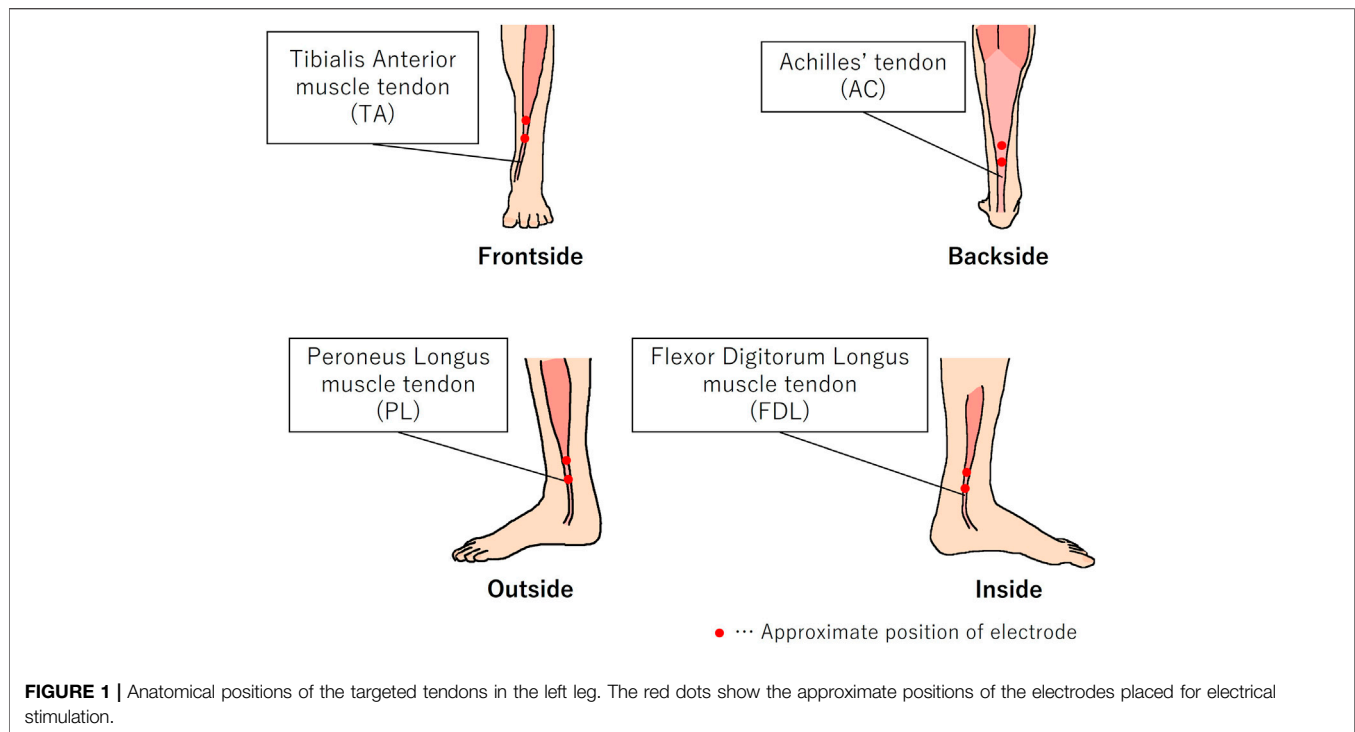 Tibialis Anterior
muscle tendon
(TA)
Achilles’ tendon
(AC)
Frontside
Backside
Peroneus Longus
muscle tendon
(PL)
Flexor Digitorum Longus
muscle tendon
(FDL)
Outside
Inside
● ··· Approximate position of electrode
FIGURE 1 | Anatomical positions of the targeted tendons in the left leg. The red dots show the approximate positions of the electrodes placed for electrical
stimulation.